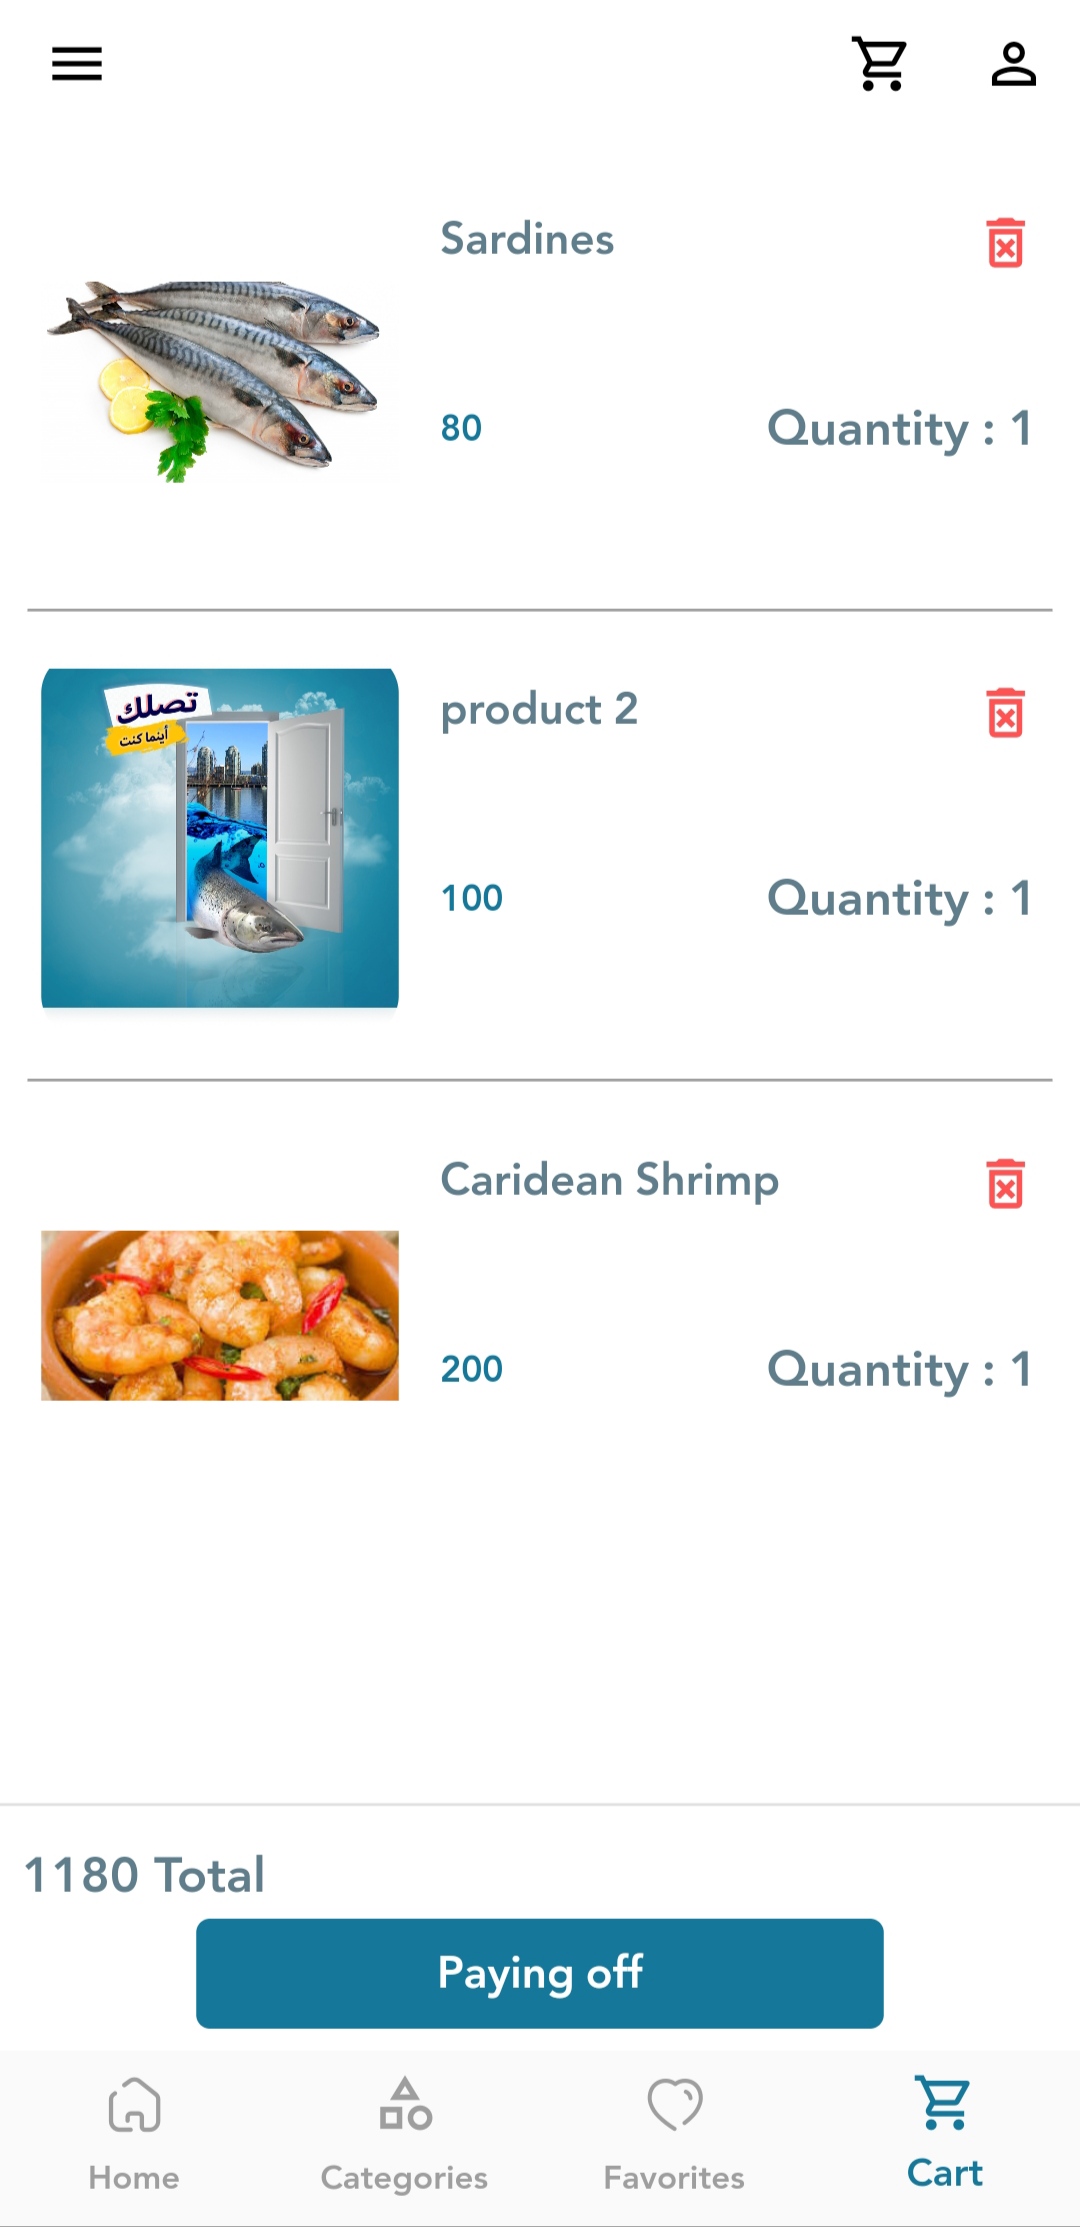 Sardines
80
Quantity : 1
تصلك
أينما كنت
product 2
100
Quantity : 1
Caridean Shrimp
200
Quantity : 1
1180 Total
Paying off
Home
Categories
Favorites
Cart